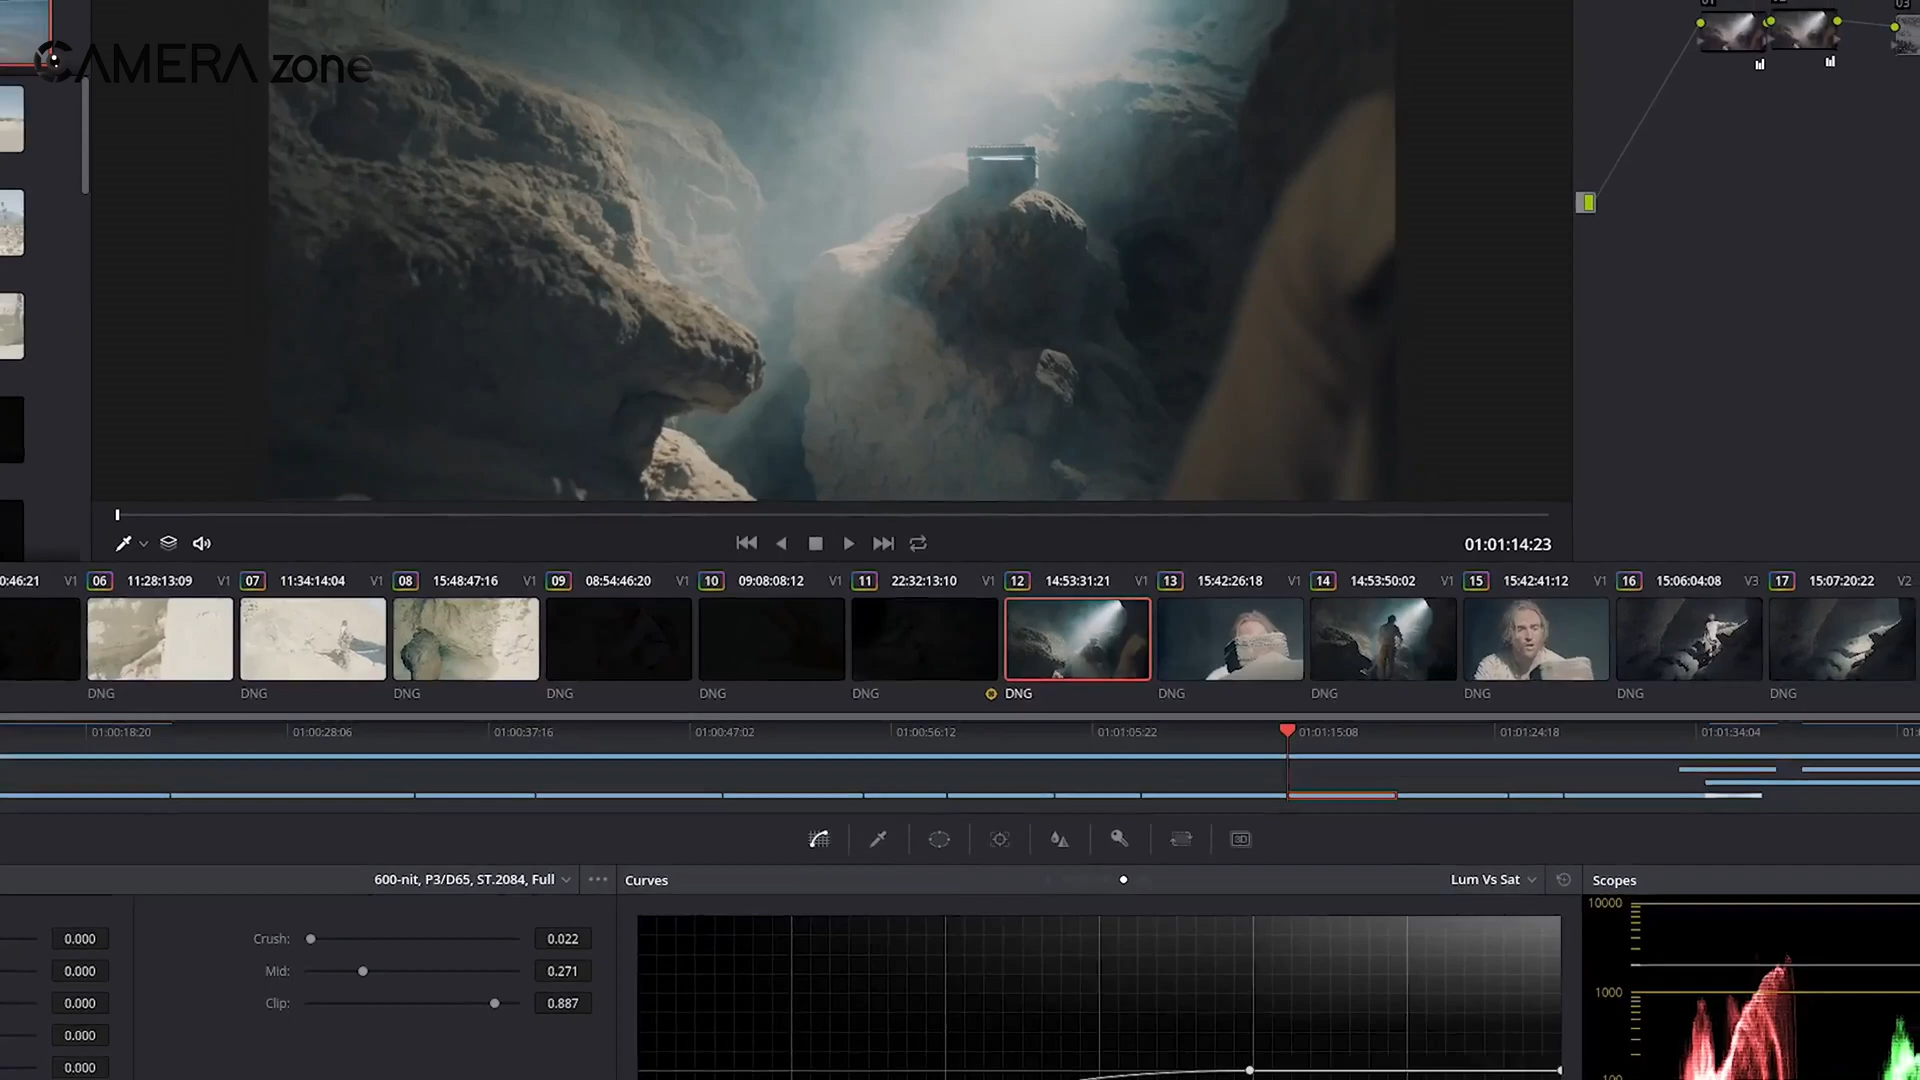 01
03
CAMERA zone
01:01:14:23
0:46:21 V1 06 11:28:13:09 V1 07 11:34:14:04 V1 08 15:48:47:16 V1 09 08:54:46:20 V1 10 09:08:08:12 V1 11 22:32:13:10 V1 12 14:53:31:21 V1 13 15:42:26:18 V1 14 14:53:50:02 V1 15 15:42:41:12 V1 16 15:06:04:08 V3 17 15:07:20:22 V2
DNG DNG DNG DNG DNG DNG DNG DNG DNG DNG DNG DNG
01:00:18:20 01:00:28:06 01:00:37:16 01:00:47:02 01:00:56:12 01:01:05:22 01:01:15:08 01:01:24:18 01:01:34:04 01:0
3D
600-nit, P3/D65, ST.2084, Full
Curves
Lum Vs Sat
Scopes
10000
0.000 Crush: 0.022
0.000 Mid: 0.271
1000
0.000 Clip: 0.887
0.000
0.000
100